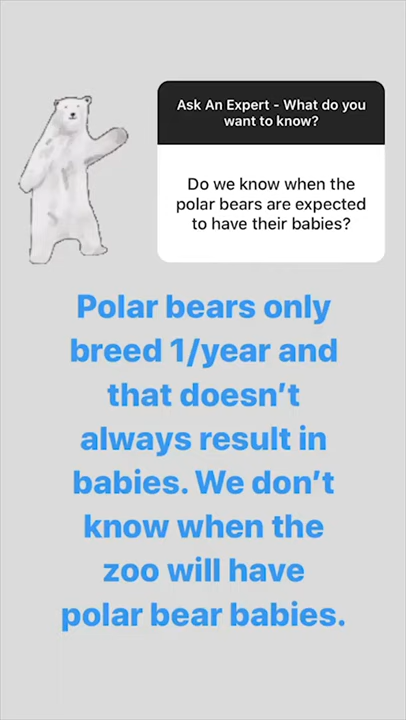 Ask An Expert - What do you
want to know?
Do we know when the
polar bears are expected
to have their babies?
Polar bears only
breed 1/year and
that doesn’t
always result in
babies. We don’t
know when the
zoo will have
polar bear babies.